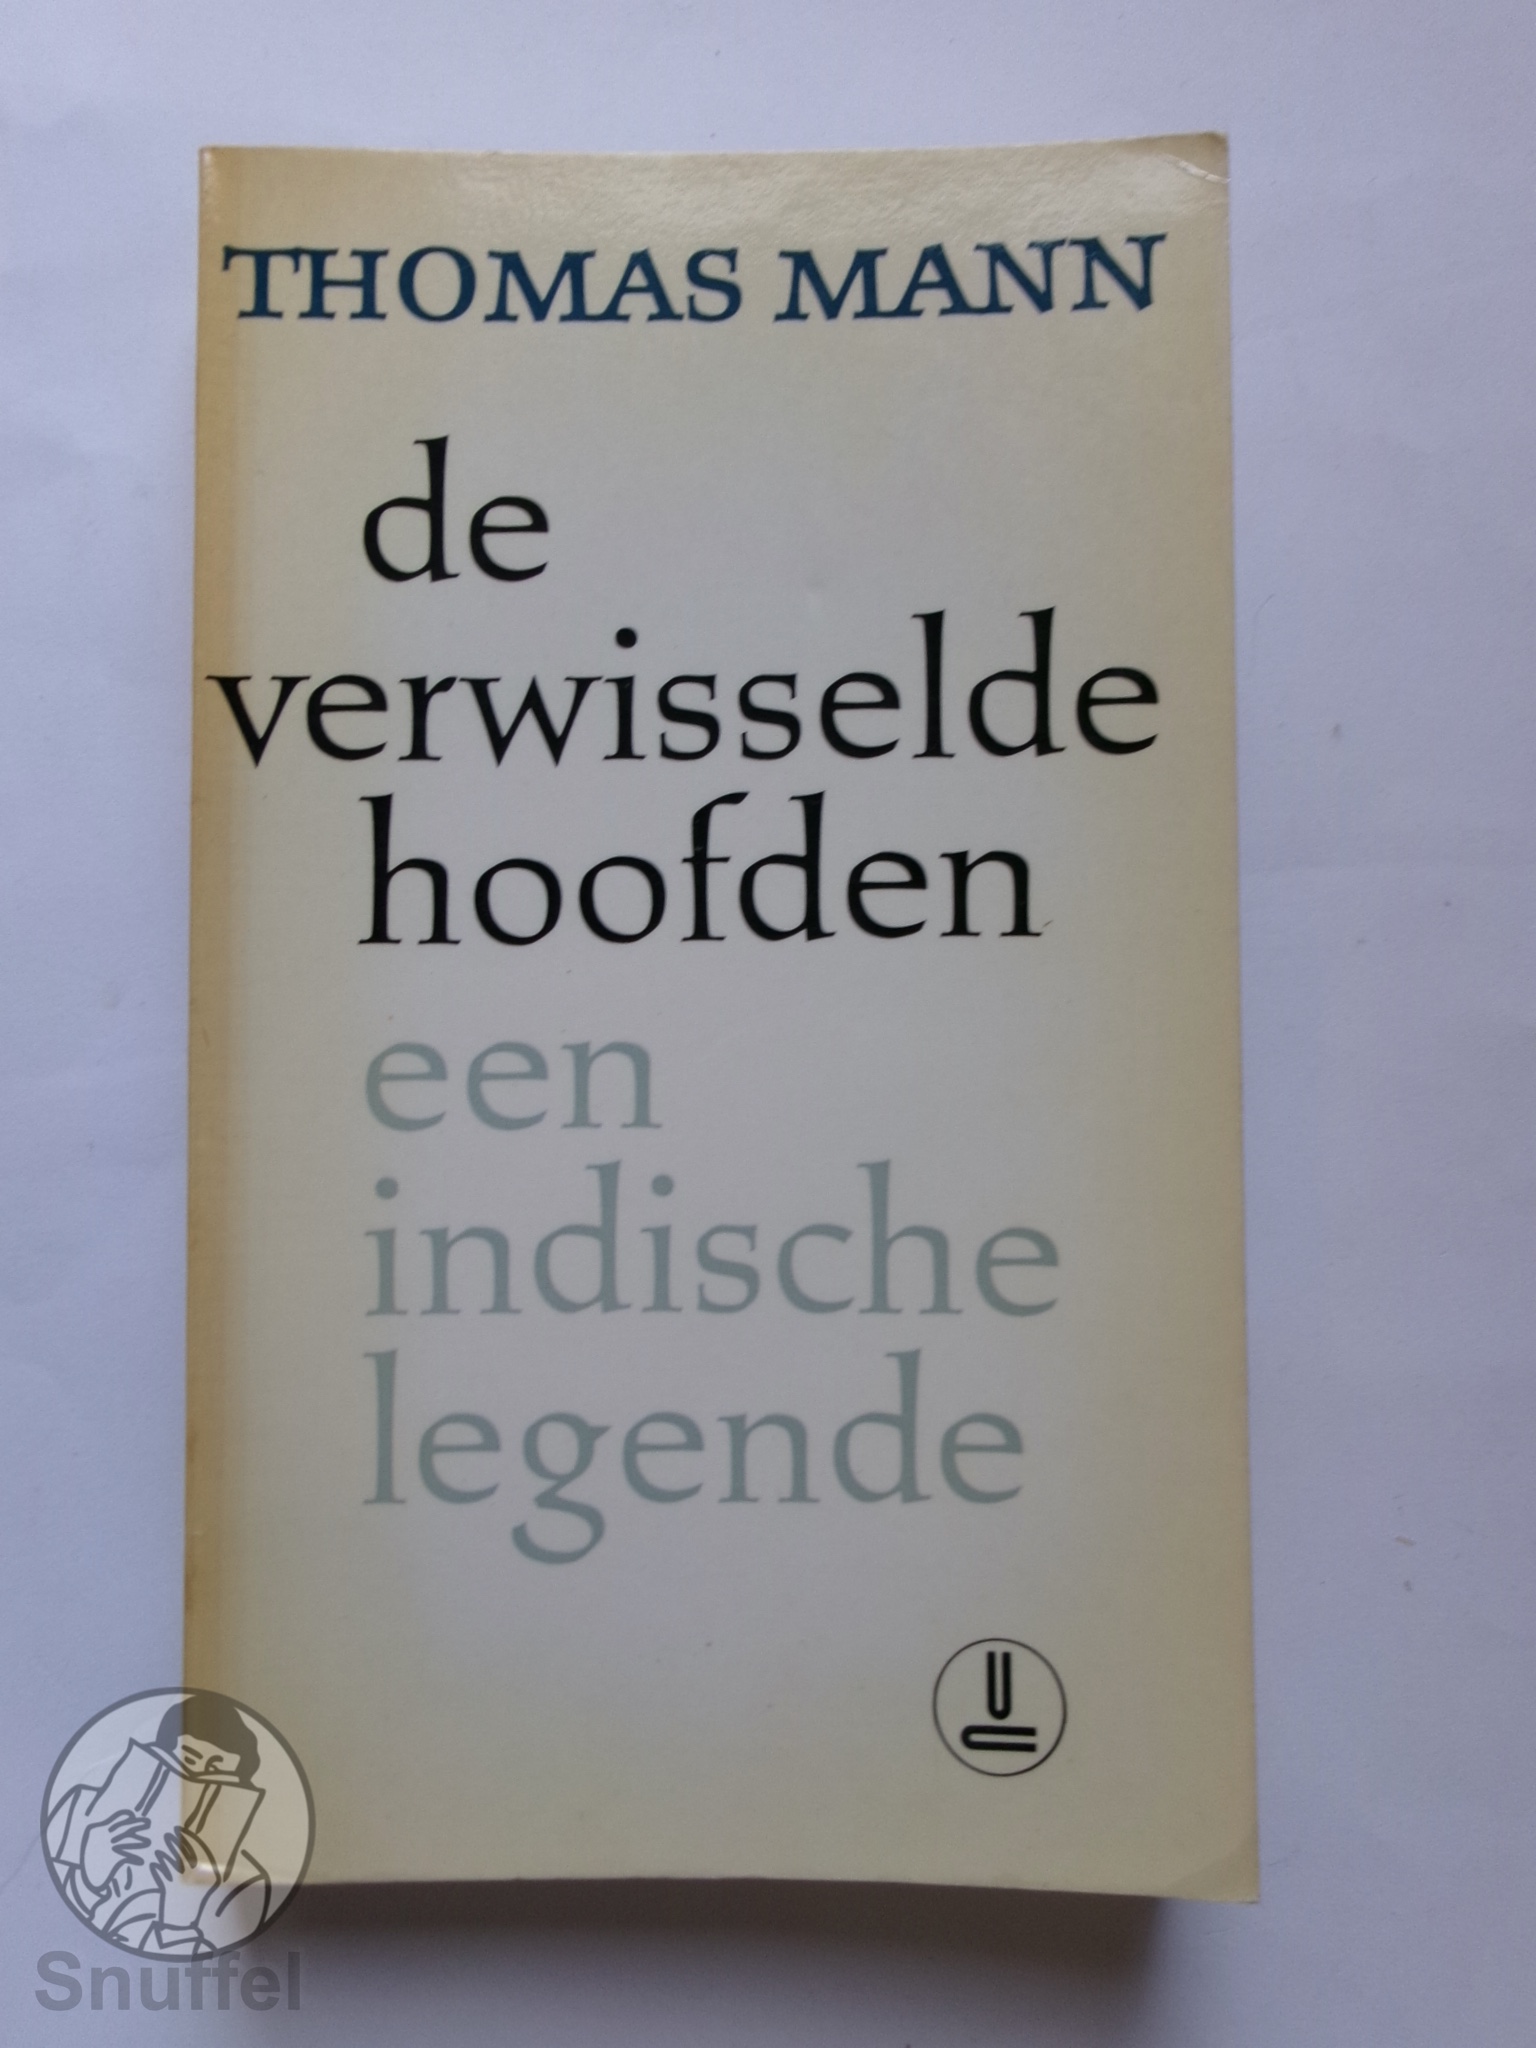 THOMAS MANN
de
verwisselde
hoofden
een
indische
legende
Snuffel